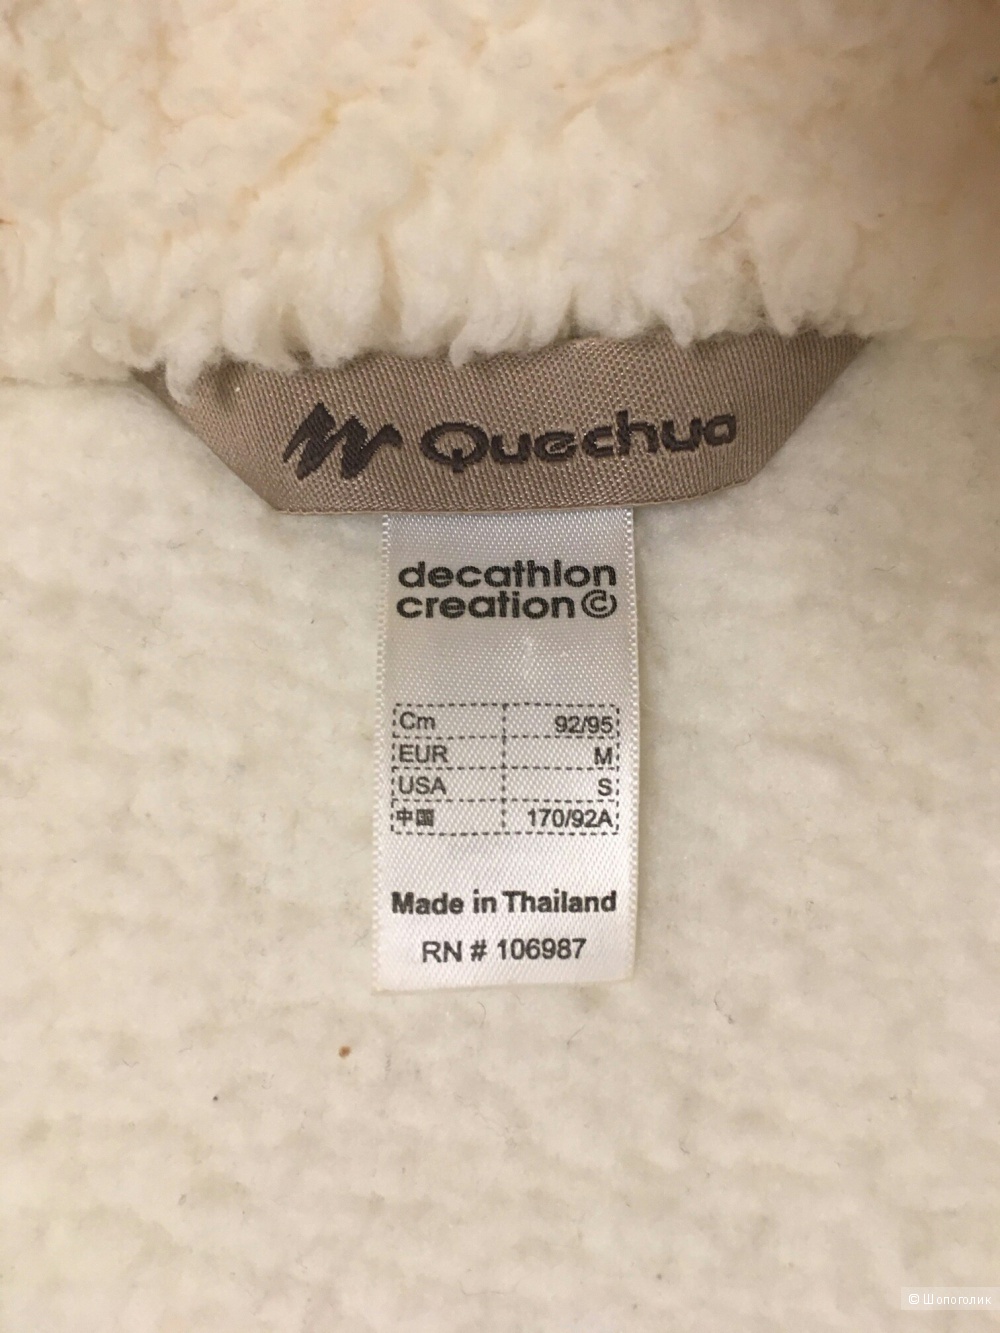 Quechua
decathlon
creation ©
Cm 92/95
EUR M
USA S
中国 170/92A
Made in Thailand
RN # 106987
© Шопоголик